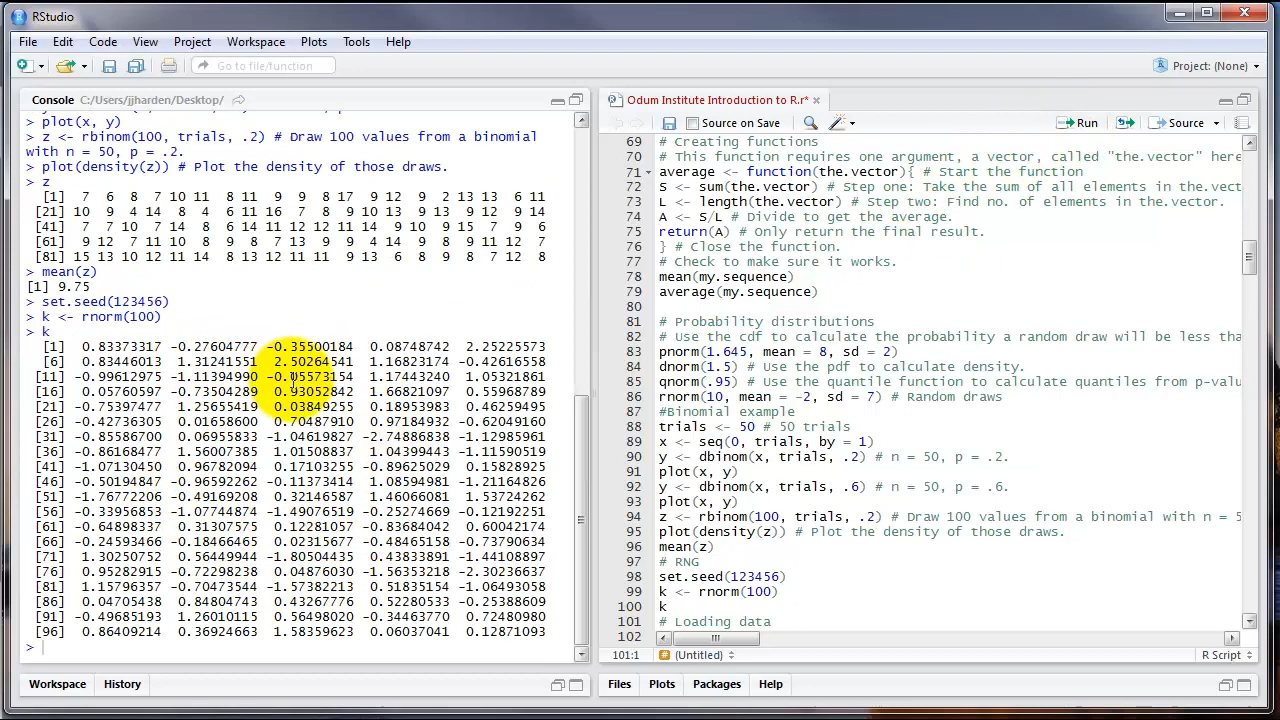 RStudio
File Edit Code View Project Workspace Plots Tools Help
Go to file/function
Project: (None)
Console C:/Users/jjharden/Desktop/
> plot(x, y)
> z <- rbinom(100, trials, .2) # Draw 100 values from a binomial
with n = 50, p = .2.
> plot(density(z)) # Plot the density of those draws.
> z
[1] 7 6 8 7 10 11 8 11 9 9 8 17 9 12 9 2 13 13 6 11
[21] 10 9 4 14 8 4 6 11 16 7 8 9 10 13 9 13 9 12 9 14
[41] 7 7 10 7 14 8 6 14 11 12 12 11 14 9 10 9 15 7 9 6
[61] 9 12 7 11 10 8 9 8 7 13 9 9 4 14 9 8 9 11 12 7
[81] 15 13 10 12 11 14 8 13 12 11 11 9 13 6 8 9 8 7 12 8
> mean(z)
[1] 9.75
> set.seed(123456)
> k <- rnorm(100)
> k
[1] 0.83373317 -0.27604777 -0.35500184 0.08748742 2.25225573
[6] 0.83446013 1.31241551 2.50264541 1.16823174 -0.42616558
[11] -0.99612975 -1.11394990 -0.05573154 1.17443240 1.05321861
[16] 0.05760597 -0.73504289 0.93052842 1.66821097 0.55968789
[21] -0.75397477 1.25655419 0.03849255 0.18953983 0.46259495
[26] -0.42736305 0.01658600 0.70487910 0.97184932 -0.62049160
[31] -0.85586700 0.06955833 -1.04619827 -2.74886838 -1.12985961
[36] -0.86168477 1.56007385 1.01508837 1.04399443 -1.11590519
[41] -1.07130450 0.96782094 0.17103255 -0.89625029 0.15828925
[46] -0.50194847 -0.96592262 -0.11373414 1.08594981 -1.21164826
[51] -1.76772206 -0.49169208 0.32146587 1.46066081 1.53724262
[56] -0.33956853 -1.07744874 -1.49076519 -0.25274669 -0.12192251
[61] -0.64898337 0.31307575 0.12281057 -0.83684042 0.60042174
[66] -0.24593460 -0.18466465 0.02315677 -0.48465158 -0.73790634
[71] 1.30250752 0.56449944 -1.80504435 0.43833891 -1.44108897
[76] 0.95282915 -0.72298238 0.04876030 -1.56353218 -2.30236637
[81] 1.15796357 -0.70473544 -1.57382213 0.51835154 -1.06493058
[86] 0.04705438 0.84804743 0.43267776 0.52280533 -0.25388609
[91] -0.49685193 1.26010115 0.56498020 -0.34463770 0.72480980
[96] 0.86409214 0.36924663 1.58359623 0.06037041 0.12871093
>
Workspace History
Odum Institute Introduction to R.r*
Source on Save Run Source
69 # Creating functions
70 # This function requires one argument, a vector, called "the.vector" here
71 average <- function(the.vector){ # Start the function
72 S <- sum(the.vector) # Step one: Take the sum of all elements in the.vect
73 L <- length(the.vector) # Step two: Find no. of elements in the.vector.
74 A <- S/L # Divide to get the average.
75 return(A) # Only return the final result.
76 } # Close the function.
77 # Check to make sure it works.
78 mean(my.sequence)
79 average(my.sequence)
80
81 # Probability distributions
82 # Use the cdf to calculate the probability a random draw will be less tha
83 pnorm(1.645, mean = 8, sd = 2)
84 dnorm(1.5) # Use the pdf to calculate density.
85 qnorm(.95) # Use the quantile function to calculate quantiles from p-valu
86 rnorm(10, mean = -2, sd = 7) # Random draws
87 #Binomial example
88 trials <- 50 # 50 trials
89 x <- seq(0, trials, by = 1)
90 y <- dbinom(x, trials, .2) # n = 50, p = .2.
91 plot(x, y)
92 y <- dbinom(x, trials, .6) # n = 50, p = .6.
93 plot(x, y)
94 z <- rbinom(100, trials, .2) # Draw 100 values from a binomial with n = 5
95 plot(density(z)) # Plot the density of those draws.
96 mean(z)
97 # RNG
98 set.seed(123456)
99 k <- rnorm(100)
100 k
101 # Loading data
102
101:1 (Untitled) R Script
Files Plots Packages Help